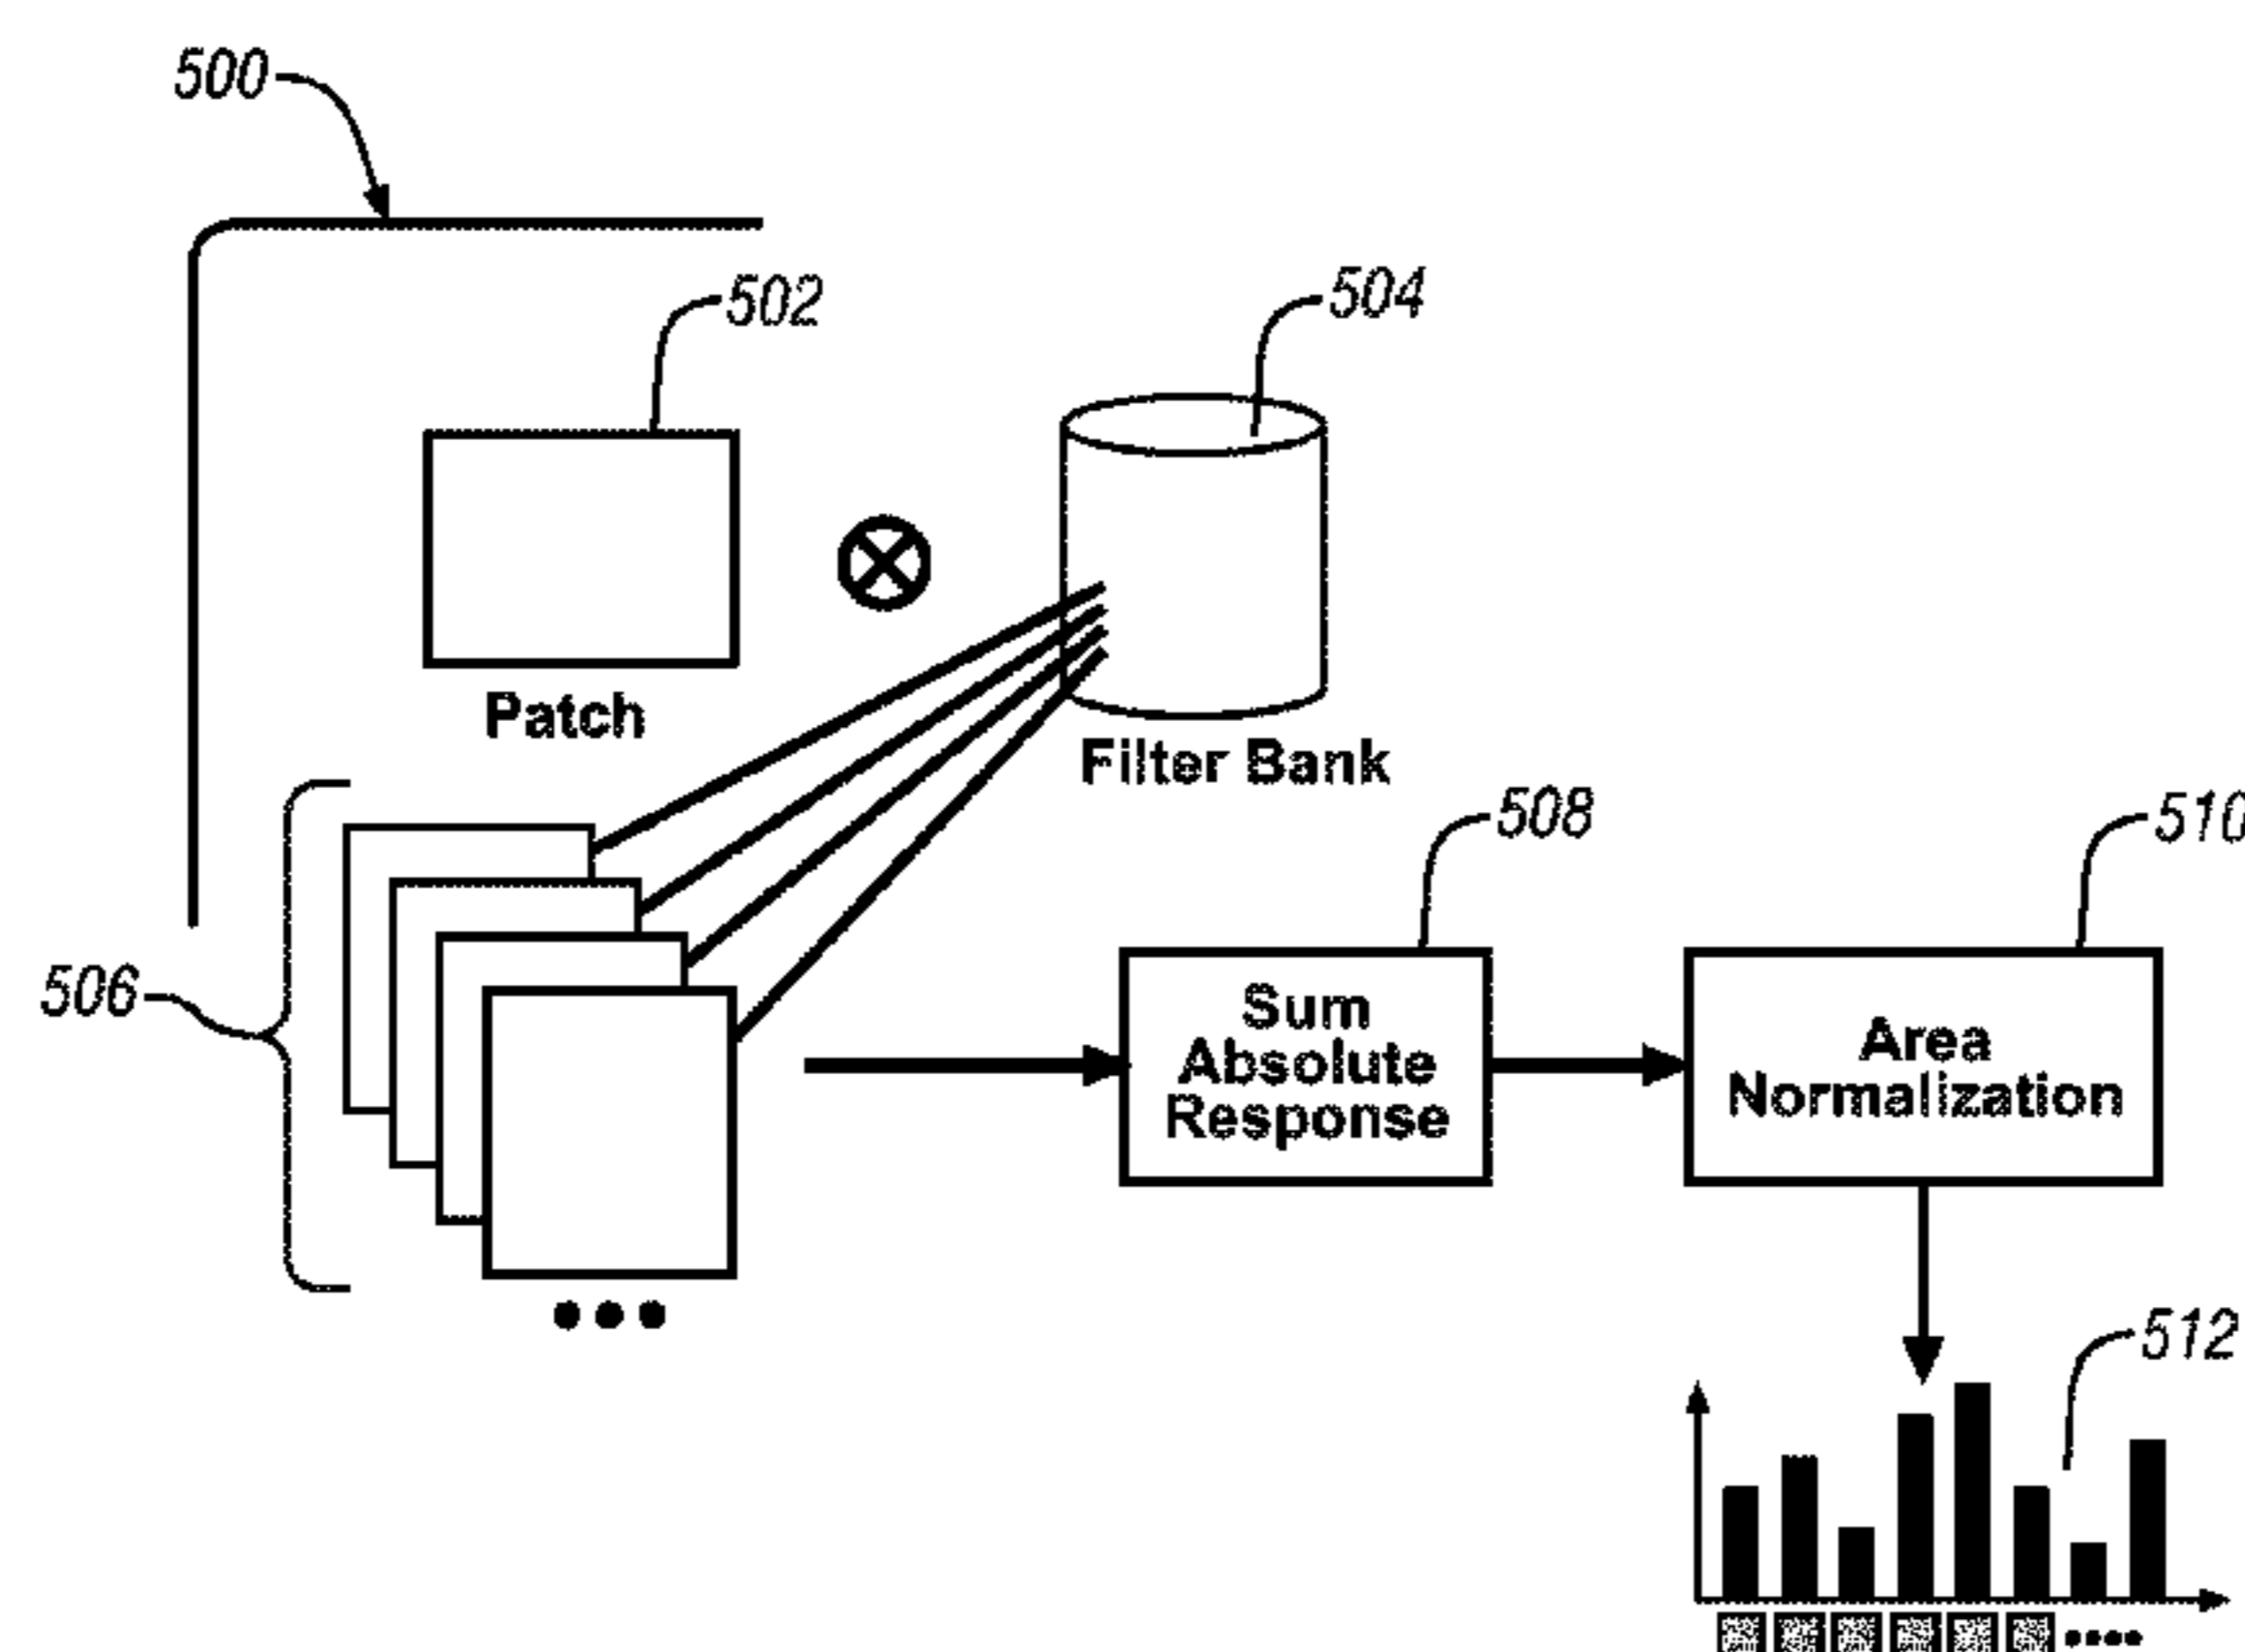 500
502
504
Patch
Filter Bank
506
508
510
Sum
Absolute
Response
Area
Normalization
512